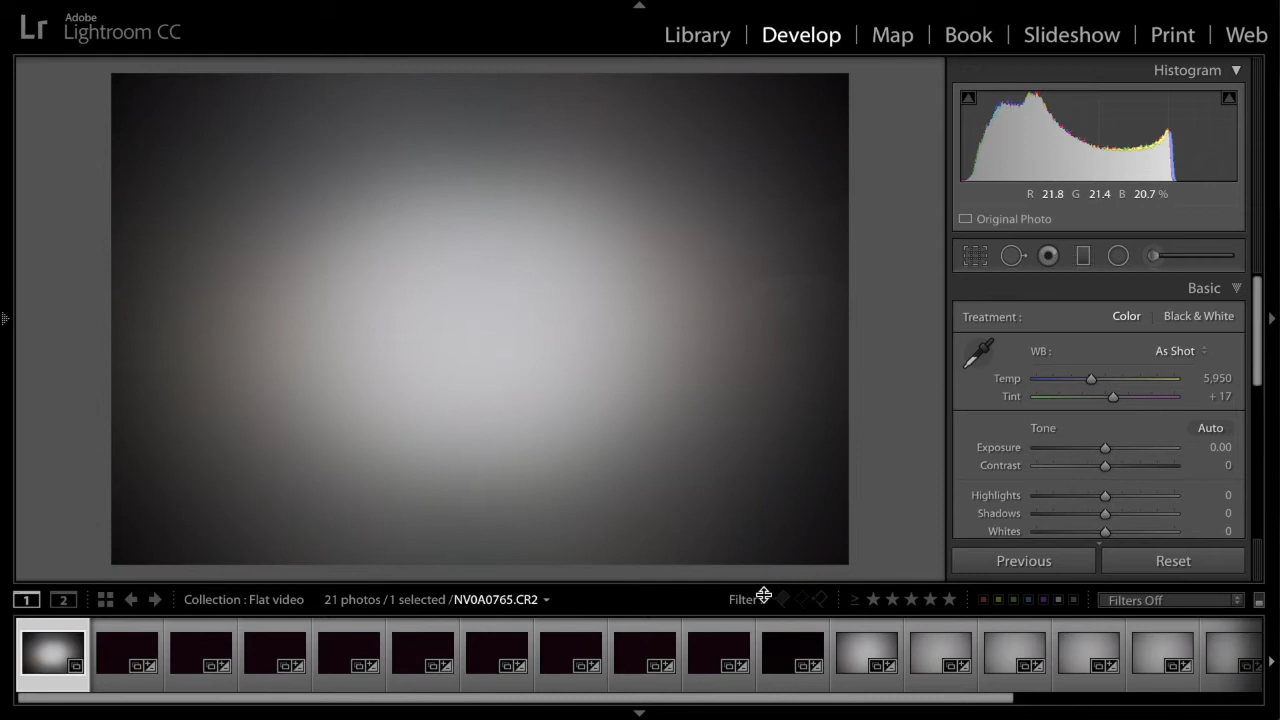 Lr Adobe
Lightroom CC
Library | Develop | Map | Book | Slideshow | Print | Web
Histogram
R 21.8 G 21.4 B 20.7 %
Original Photo
Basic
Treatment : Color Black & White
WB : As Shot
Temp 5,950
Tint + 17
Tone Auto
Exposure 0.00
Contrast 0
Highlights 0
Shadows 0
Whites 0
Previous Reset
1 2 Collection : Flat video 21 photos / 1 selected / NV0A0765.CR2 Filter ≥ Filters Off